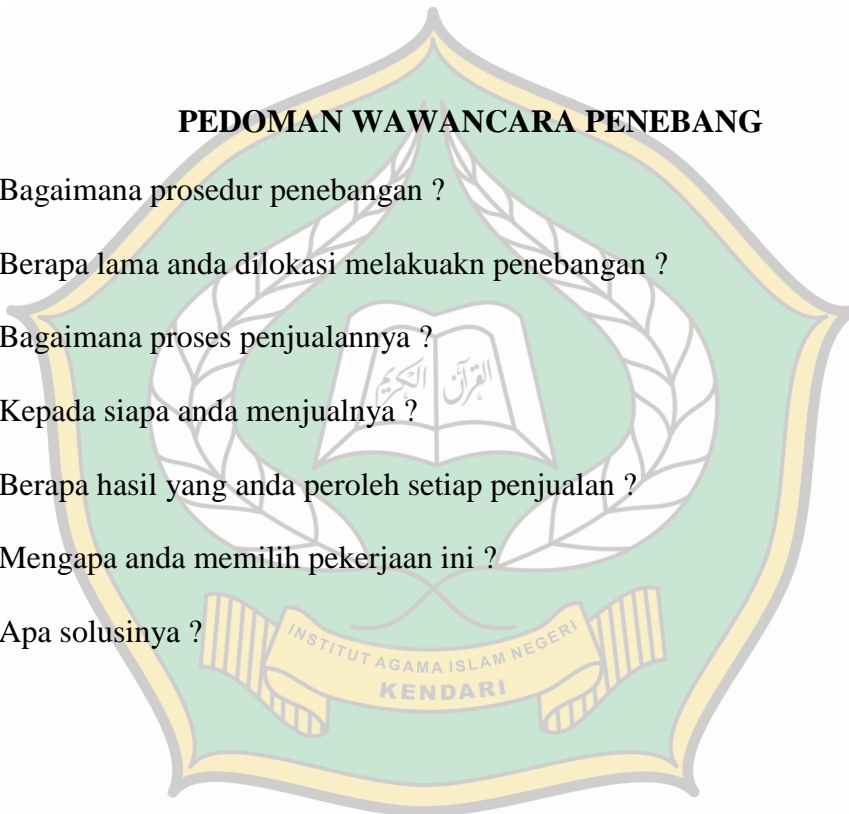 PEDOMAN WAWANCARA PENEBANG
Bagaimana prosedur penebangan ?
Berapa lama anda dilokasi melakuakn penebangan ?
Bagaimana proses penjualannya ?
القرآن الكريم
Kepada siapa anda menjualnya ?
Berapa hasil yang anda peroleh setiap penjualan ?
Mengapa anda memilih pekerjaan ini ?
Apa solusinya ?
INSTITUT AGAMA ISLAM NEGERI
KENDARI